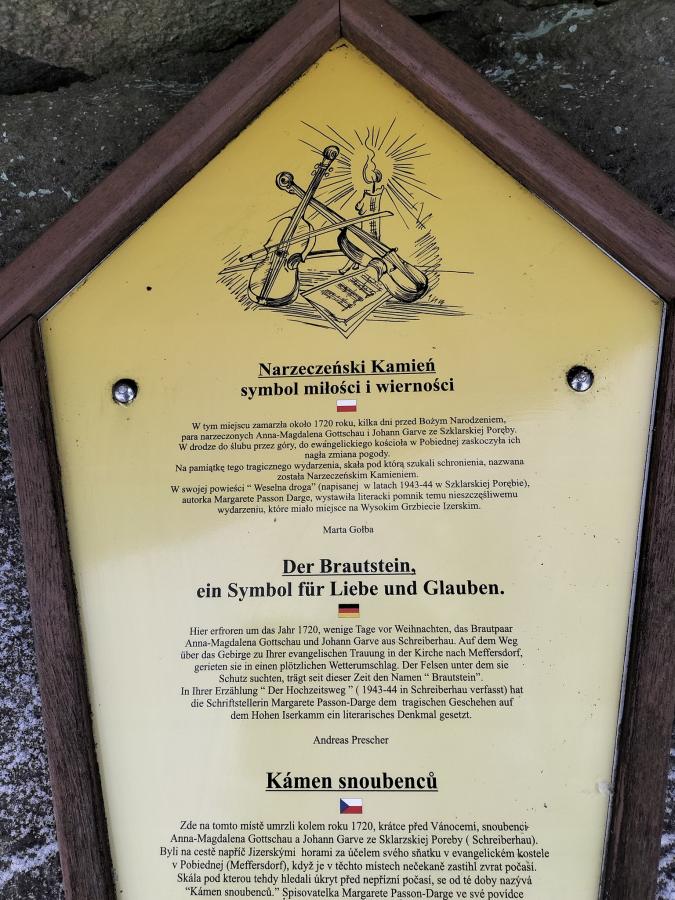 Narzeczeński Kamień
symbol miłości i wierności
W tym miejscu zamarzła około 1720 roku, kilka dni przed Bożym Narodzeniem,
para narzeczonych Anna-Magdalena Gottschau i Johann Garve ze Szklarskiej Poręby.
W drodze do ślubu przez góry, do ewangelickiego kościoła w Pobiednej zaskoczyła ich
nagła zmiana pogody.
Na pamiątkę tego tragicznego wydarzenia, skała pod którą szukali schronienia, nazwana
została Narzeczeńskim Kamieniem.
W swojej powieści “ Weselna droga” (napisanej w latach 1943-44 w Szklarskiej Porębie),
autorka Margarete Passon Darge, wystawiła literacki pomnik temu nieszczęśliwemu
wydarzeniu, które miało miejsce na Wysokim Grzbiecie Izerskim.
Marta Gołba
Der Brautstein,
ein Symbol für Liebe und Glauben.
Hier erfroren um das Jahr 1720, wenige Tage vor Weihnachten, das Brautpaar
Anna-Magdalena Gottschau und Johann Garve aus Schreiberhau. Auf dem Weg
über das Gebirge zu Ihrer evangelischen Trauung in der Kirche nach Meffersdorf,
gerieten sie in einen plötzlichen Wetterumschlag. Der Felsen unter dem sie
Schutz suchten, trägt seit dieser Zeit den Namen “ Brautstein”.
In Ihrer Erzählung “ Der Hochzeitsweg ” ( 1943-44 in Schreiberhau verfasst) hat
die Schriftstellerin Margarete Passon-Darge dem tragischen Geschehen auf
dem Hohen Iserkamm ein literarisches Denkmal gesetzt.
Andreas Prescher
Kámen snoubenců
Zde na tomto místě umrzli kolem roku 1720, krátce před Vánocemi, snoubenci
Anna-Magdalena Gottschau a Johann Garve ze Sklarzskiej Poreby ( Schreiberhau).
Byli na cestě napříč Jizerskými horami za účelem svého sňatku v evangelickém kostele
v Pobiednej (Meffersdorf), když je v těchto místech nečekaně zastihl zvrat počasí.
Skála pod kterou tehdy hledali úkryt před nepřízní počasí, se od té doby nazývá
“Kámen snoubenců.” Spisovatelka Margarete Passon-Darge ve své povídce